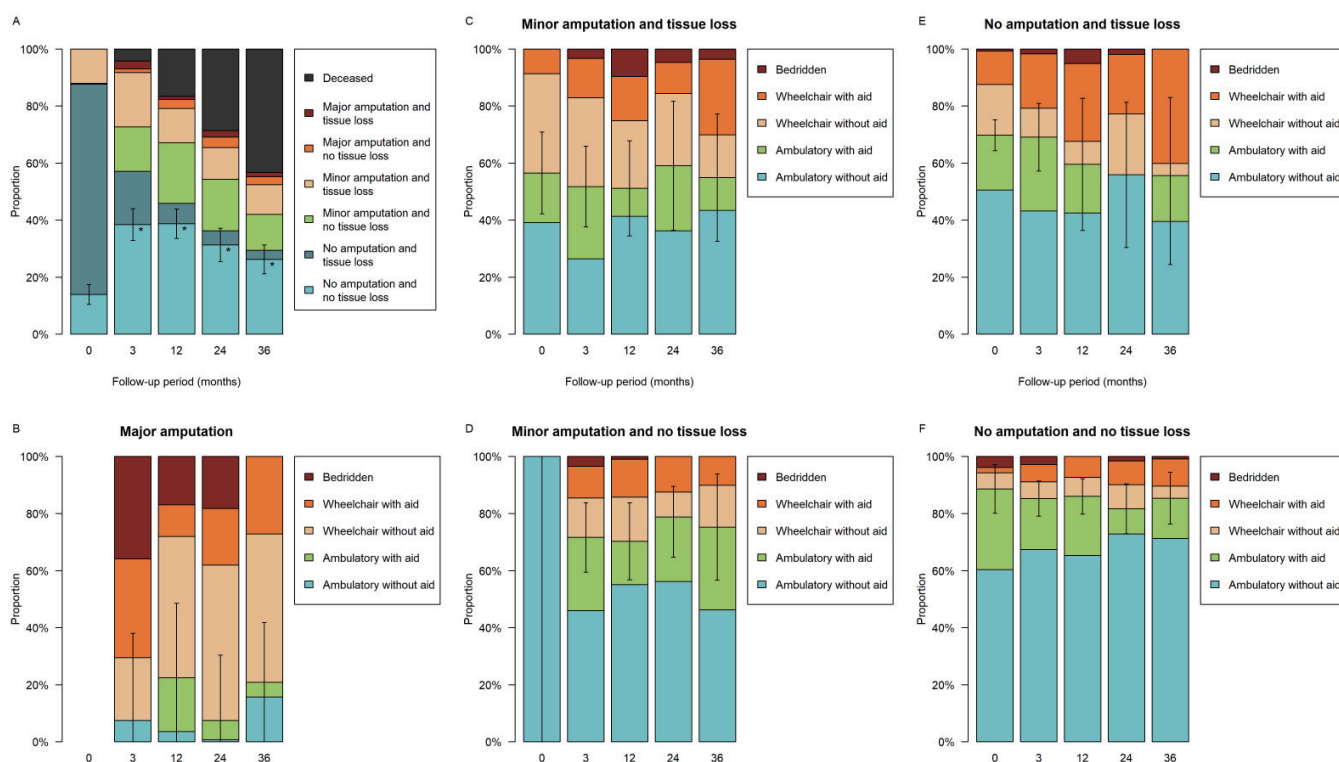 A
Proportion
100%
80%
60%
40%
20%
0%
*
*
*
*
0 3 12 24 36
Follow-up period (months)
Deceased
Major amputation and
tissue loss
Major amputation and
no tissue loss
Minor amputation and
tissue loss
Minor amputation and
no tissue loss
No amputation and
tissue loss
No amputation and
no tissue loss
C
Minor amputation and tissue loss
Proportion
100%
80%
60%
40%
20%
0%
0 3 12 24 36
Follow-up period (months)
Bedridden
Wheelchair with aid
Wheelchair without aid
Ambulatory with aid
Ambulatory without aid
E
No amputation and tissue loss
Proportion
100%
80%
60%
40%
20%
0%
0 3 12 24 36
Follow-up period (months)
Bedridden
Wheelchair with aid
Wheelchair without aid
Ambulatory with aid
Ambulatory without aid
B
Major amputation
Proportion
100%
80%
60%
40%
20%
0%
0 3 12 24 36
Bedridden
Wheelchair with aid
Wheelchair without aid
Ambulatory with aid
Ambulatory without aid
D
Minor amputation and no tissue loss
Proportion
100%
80%
60%
40%
20%
0%
0 3 12 24 36
Bedridden
Wheelchair with aid
Wheelchair without aid
Ambulatory with aid
Ambulatory without aid
F
No amputation and no tissue loss
Proportion
100%
80%
60%
40%
20%
0%
0 3 12 24 36
Bedridden
Wheelchair with aid
Wheelchair without aid
Ambulatory with aid
Ambulatory without aid